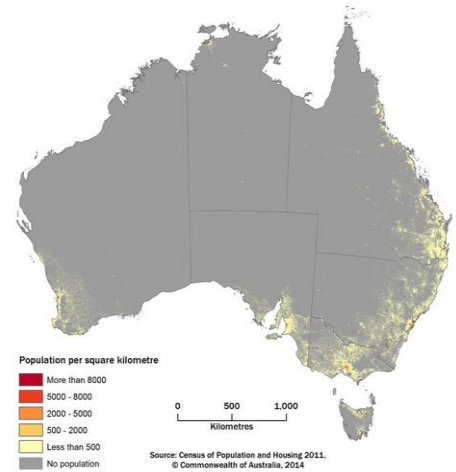 Population per square kilometre
More than 8000
5000 - 8000
2000 - 5000
500 - 2000
Less than 500
No population
0 500 1,000
Kilometres
Source: Census of Population and Housing 2011,
© Commonwealth of Australia, 2014